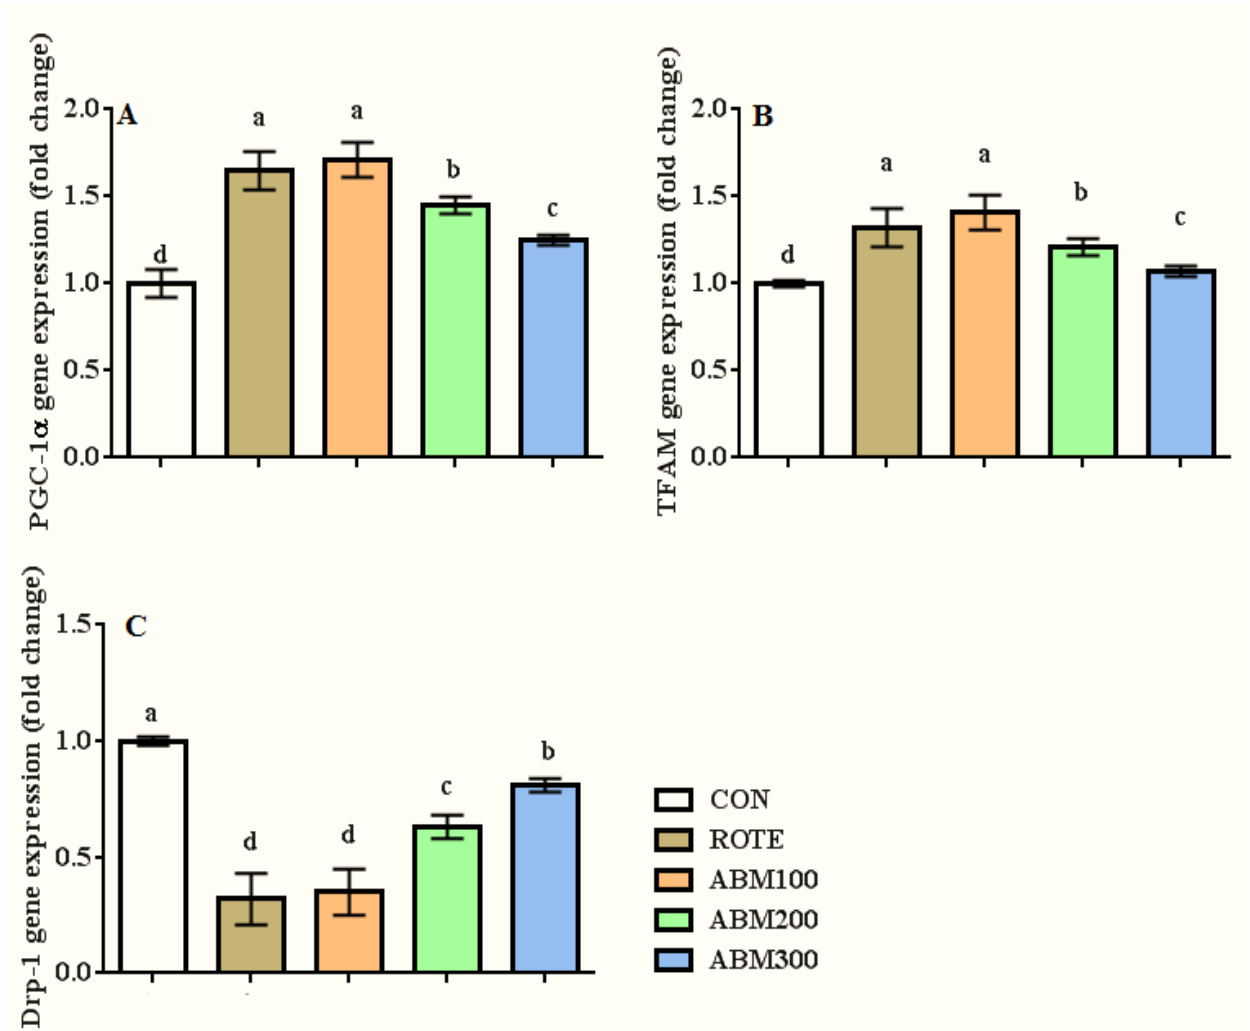 PGC-1α gene expression (fold change)
A
2.0
1.5
1.0
0.5
0.0
d
a
a
b
c
TFAM gene expression (fold change)
B
2.0
1.5
1.0
0.5
0.0
d
a
a
b
c
Drp-1 gene expression (fold change)
C
1.5
1.0
0.5
0.0
a
d
d
c
b
CON
ROTE
ABM100
ABM200
ABM300